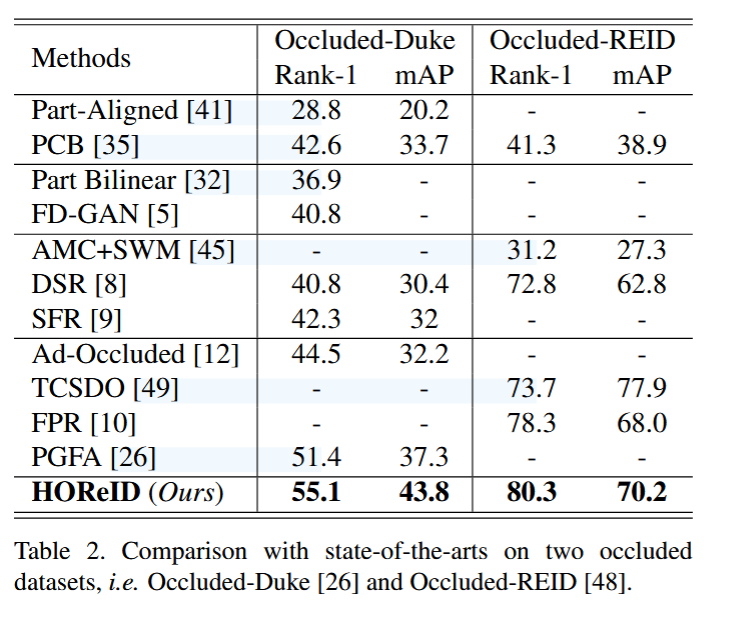 Methods Occluded-Duke Occluded-REID
Rank-1 mAP Rank-1 mAP
Part-Aligned [41] 28.8 20.2 - -
PCB [35] 42.6 33.7 41.3 38.9
Part Bilinear [32] 36.9 - - -
FD-GAN [5] 40.8 - - -
AMC+SWM [45] - - 31.2 27.3
DSR [8] 40.8 30.4 72.8 62.8
SFR [9] 42.3 32 - -
Ad-Occluded [12] 44.5 32.2 - -
TCSDO [49] - - 73.7 77.9
FPR [10] - - 78.3 68.0
PGFA [26] 51.4 37.3 - -
HOReID (Ours) 55.1 43.8 80.3 70.2
Table 2. Comparison with state-of-the-arts on two occluded
datasets, i.e. Occluded-Duke [26] and Occluded-REID [48].